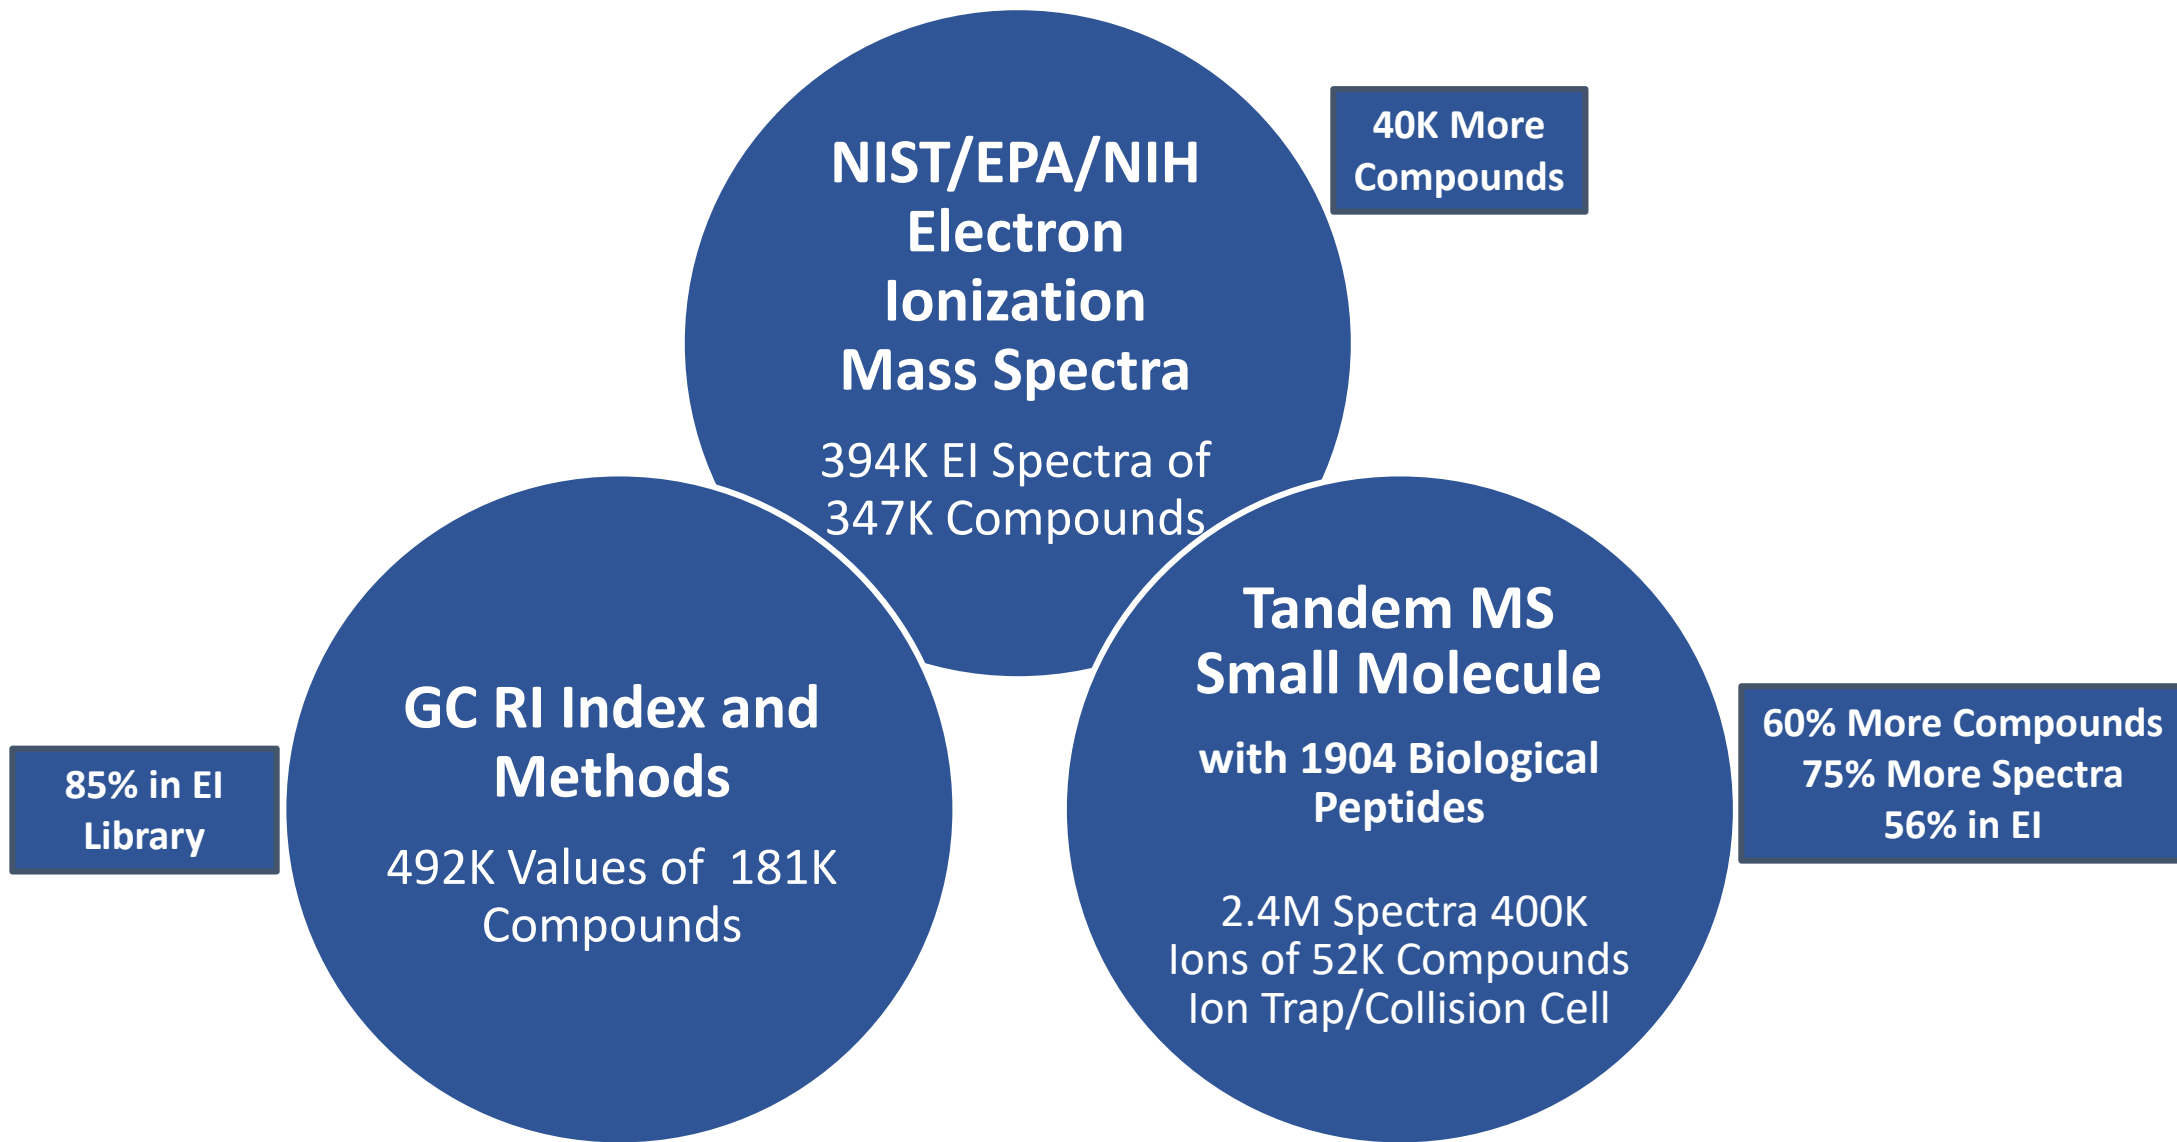 NIST/EPA/NIH
Electron
Ionization
Mass Spectra
394K EI Spectra of
347K Compounds
40K More
Compounds
GC RI Index and
Methods
492K Values of  181K
Compounds
85% in EI
Library
Tandem MS
Small Molecule
with 1904 Biological
Peptides
2.4M Spectra 400K
Ions of 52K Compounds
Ion Trap/Collision Cell
60% More Compounds
75% More Spectra
56% in EI